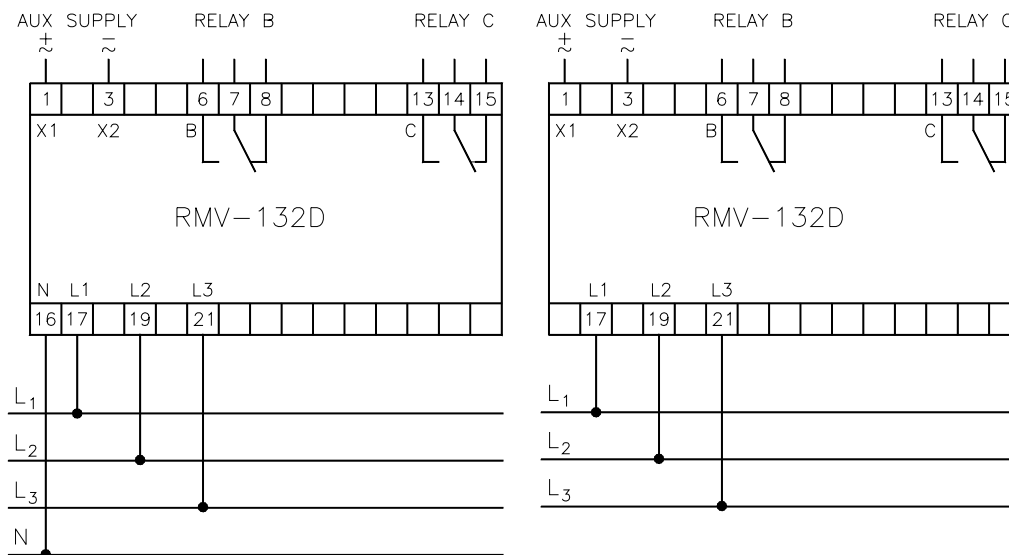 AUX SUPPLY RELAY B RELAY C
+ ~ − ~
1 3 6 7 8 13 14 15
X1 X2 B C
RMV-132D
N L1 L2 L3
16 17 19 21
L1
L2
L3
N
AUX SUPPLY RELAY B RELAY C
+ ~ − ~
1 3 6 7 8 13 14 15
X1 X2 B C
RMV-132D
L1 L2 L3
17 19 21
L1
L2
L3